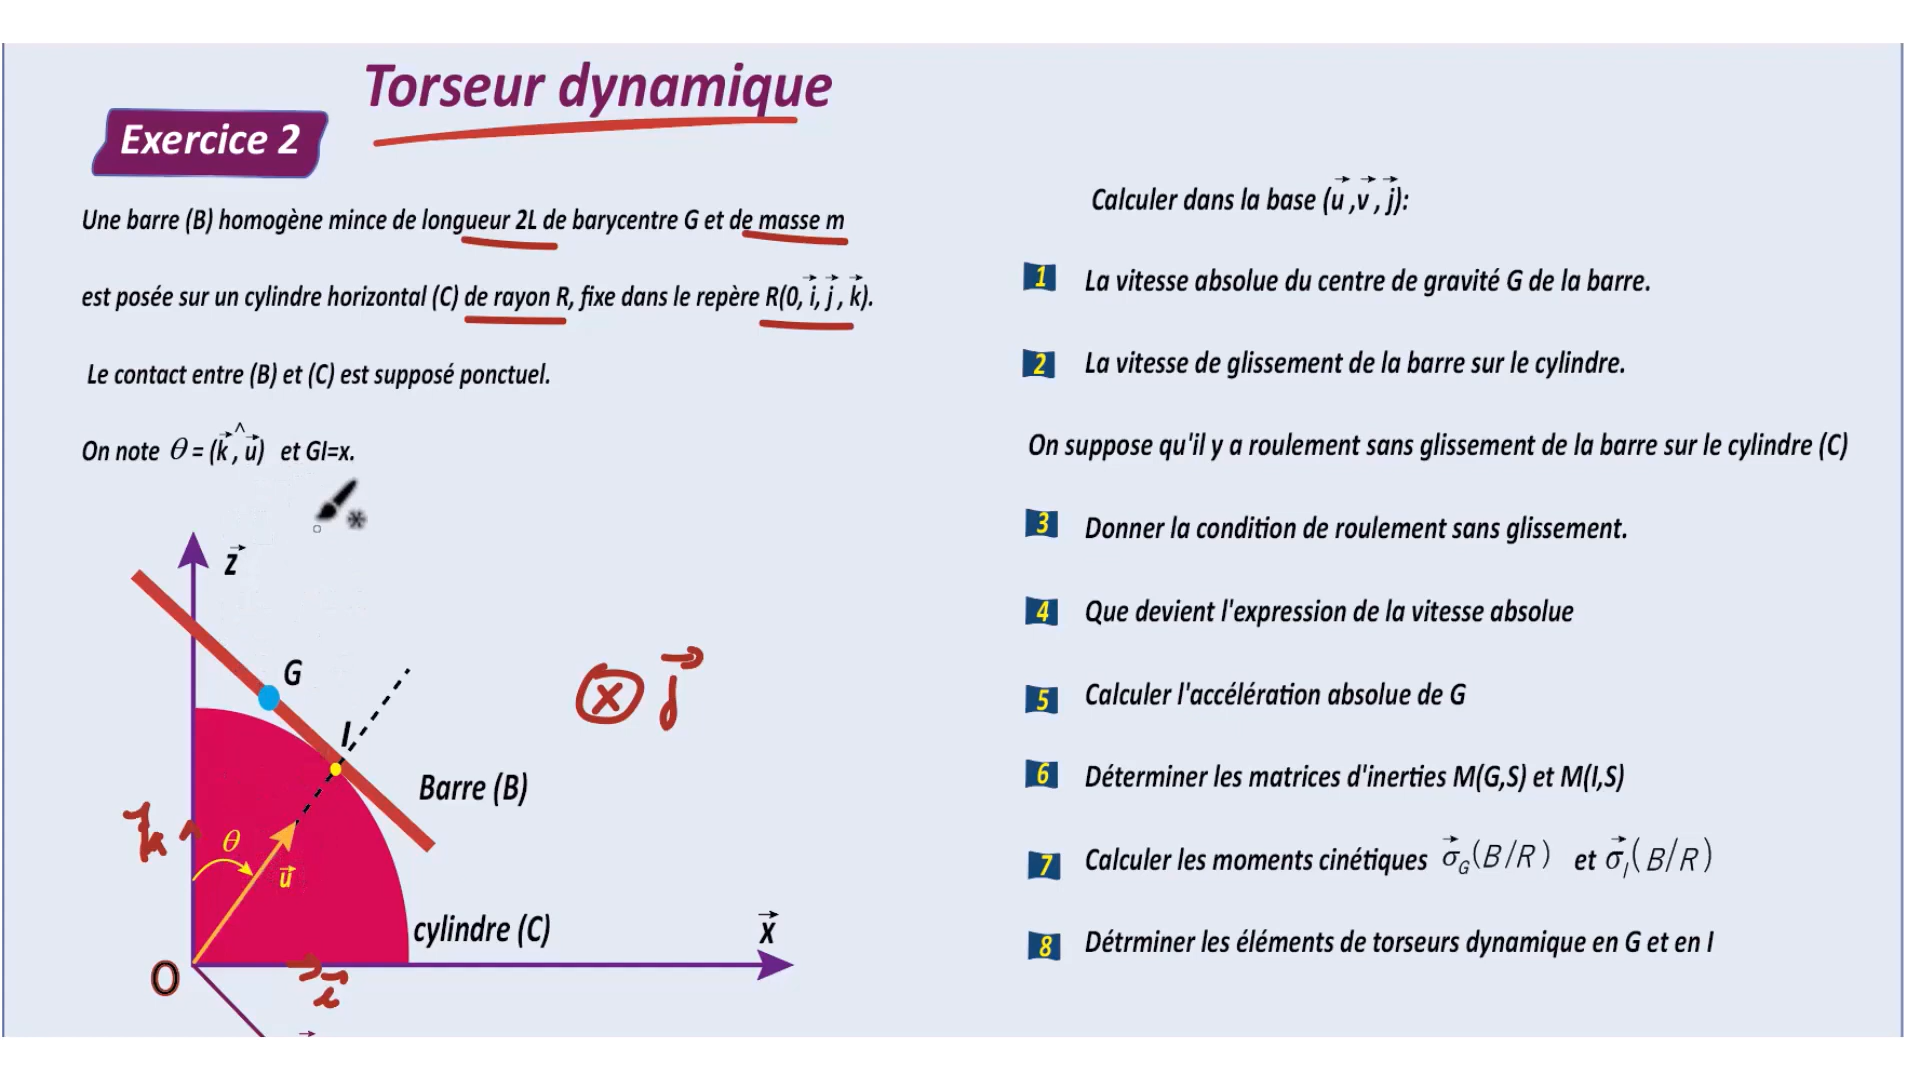 Torseur dynamique
Exercice 2
Une barre (B) homogène mince de longueur 2L de barycentre G et de masse m
est posée sur un cylindre horizontal (C) de rayon R, fixe dans le repère R(0, i, j, k).
Le contact entre (B) et (C) est supposé ponctuel.
On note θ = (k, u) et GI=x.
z
G
I
Barre (B)
j
k
θ
u
cylindre (C)
x
O
i
Calculer dans la base (u ,v , j):
1 La vitesse absolue du centre de gravité G de la barre.
2 La vitesse de glissement de la barre sur le cylindre.
On suppose qu'il y a roulement sans glissement de la barre sur le cylindre (C)
3 Donner la condition de roulement sans glissement.
4 Que devient l'expression de la vitesse absolue
5 Calculer l'accélération absolue de G
6 Déterminer les matrices d'inerties M(G,S) et M(I,S)
7 Calculer les moments cinétiques σG(B/R) et σI(B/R)
8 Détrminer les éléments de torseurs dynamique en G et en I